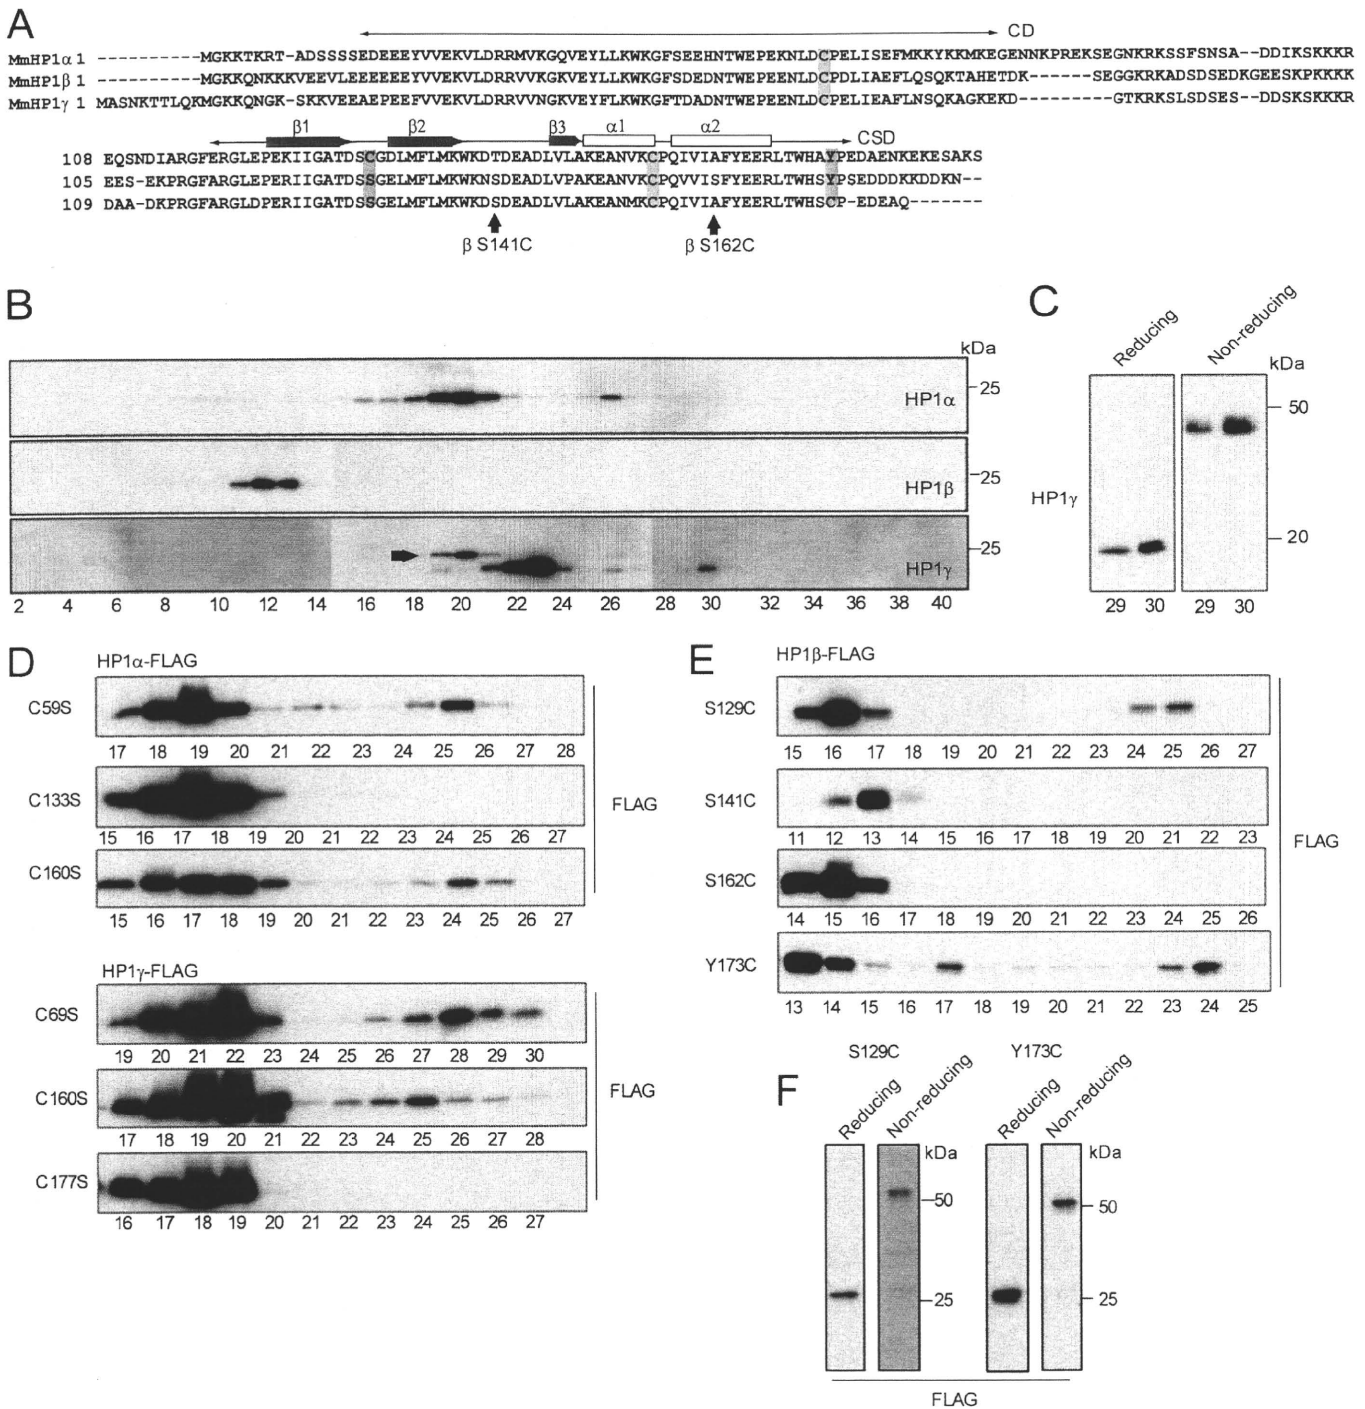 A
CD
MmHP1α 1 -----------MGKKTKRT-ADSSSSEDEEEYVVEKVLDRRMVKGQVEYLLKWKGFSEEHNTWEPEKNLDCPELISEFMKKYKKMKEGENNKPREKSEGNKRKSSFSNSA--DDIKSKKKR
MmHP1β 1 -----------MGKKQNKKKVEEVLEEEEEEYVVEKVLDRRVVKGKVEYLLKWKGFSDEDNTWEPEENLDCPDLIAEFLQSQKTAHETDK------SEGGKRKADSDSEDKGEESKPKKKK
MmHP1γ 1 MASNKTTLQKMGKKQNGK-SKKVEEAEPEEFVVEKVLDRRVVNGKVEYFLKWKGFTDADNTWEPEENLDCPELIEAFLNSQKAGKEKD--------GTKRKSLSDSES--DDSKSKKKR
β1 β2 β3 α1 α2 CSD
108 EQSNDIARGFERGLEPEKIIGATDSCGDLMFLMKWKDTDEADLVLAKEANVKCPQIVIAFYEERLTWHAYPEDAENKEKESAKS
105 EES-EKPRGFARGLEPERIIGATDSSGELMFLMKWKNSDEADLVPAKEANVKCPQVVISFYEERLTWHSYPSEDDDKKDDKN--
109 DAA-DKPRGFARGLDPERIIGATDSSGELMFLMKWKDSDEADLVLAKEANMKCPQIVIAFYEERLTWHSCP-EDEAQ-------
β S141C β S162C
B
kDa
HP1α 25
HP1β 25
HP1γ 25
2 4 6 8 10 12 14 16 18 20 22 24 26 28 30 32 34 36 38 40
C
Reducing Non-reducing
kDa
50
HP1γ
20
29 30 29 30
D
HP1α-FLAG
C59S
17 18 19 20 21 22 23 24 25 26 27 28
C133S
FLAG
15 16 17 18 19 20 21 22 23 24 25 26 27
C160S
15 16 17 18 19 20 21 22 23 24 25 26 27
HP1γ-FLAG
C69S
19 20 21 22 23 24 25 26 27 28 29 30
C160S
FLAG
17 18 19 20 21 22 23 24 25 26 27 28
C177S
16 17 18 19 20 21 22 23 24 25 26 27
E
HP1β-FLAG
S129C
15 16 17 18 19 20 21 22 23 24 25 26 27
S141C
11 12 13 14 15 16 17 18 19 20 21 22 23
FLAG
S162C
14 15 16 17 18 19 20 21 22 23 24 25 26
Y173C
13 14 15 16 17 18 19 20 21 22 23 24 25
F
S129C Y173C
Reducing Non-reducing Reducing Non-reducing
kDa kDa
50 50
25 25
FLAG